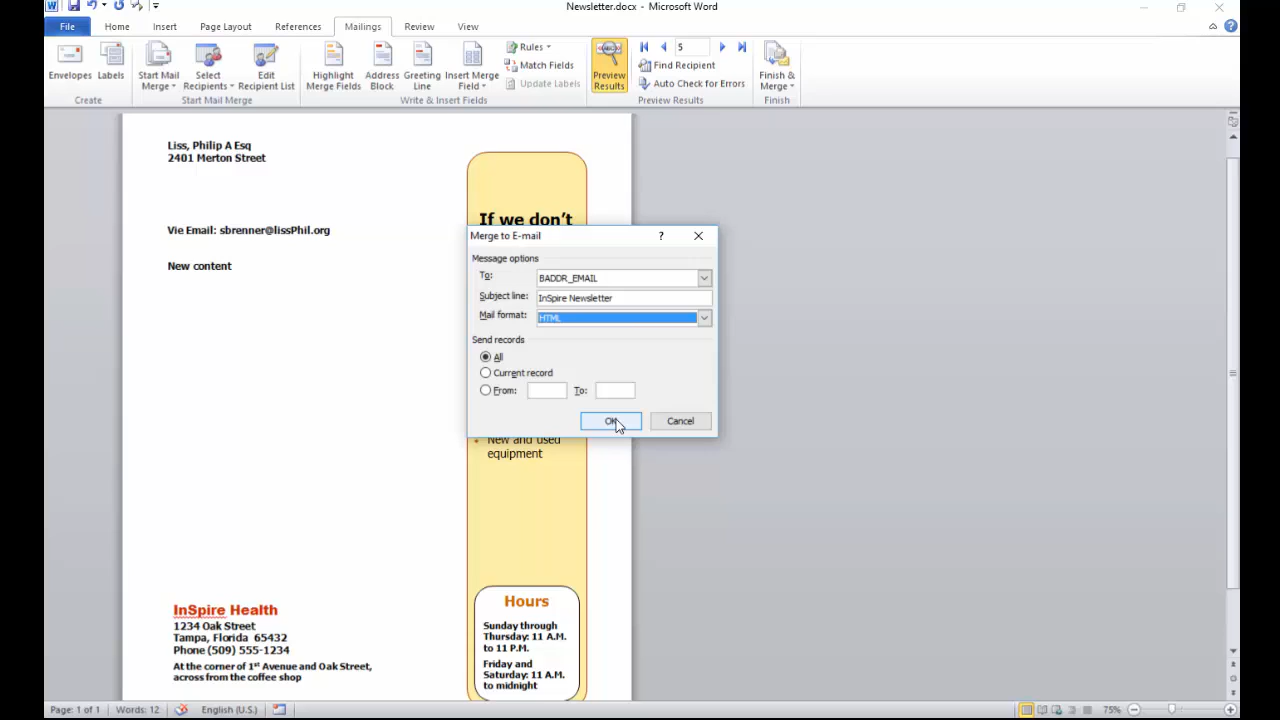 Newsletter.docx - Microsoft Word
File Home Insert Page Layout References Mailings Review View
Envelopes
Labels
Start Mail
Merge
Select
Recipients
Edit
Recipient List
Highlight
Merge Fields
Address
Block
Greeting
Line
Insert Merge
Field
Rules
Match Fields
Update Labels
Preview
Results
5
Find Recipient
Auto Check for Errors
Finish &
Merge
Create
Start Mail Merge
Write & Insert Fields
Preview Results
Finish
Liss, Philip A Esq
2401 Merton Street
Vie Email: sbrenner@lissPhil.org
New content
If we don't
Merge to E-mail
Message options
To: BADDR_EMAIL
Subject line: InSpire Newsletter
Mail format: HTML
Send records
All
Current record
From: To:
OK Cancel
• New and used
equipment
InSpire Health
1234 Oak Street
Tampa, Florida 65432
Phone (509) 555-1234
At the corner of 1st Avenue and Oak Street,
across from the coffee shop
Hours
Sunday through
Thursday: 11 A.M.
to 11 P.M.
Friday and
Saturday: 11 A.M.
to midnight
Page: 1 of 1 Words: 12 English (U.S.) 75%